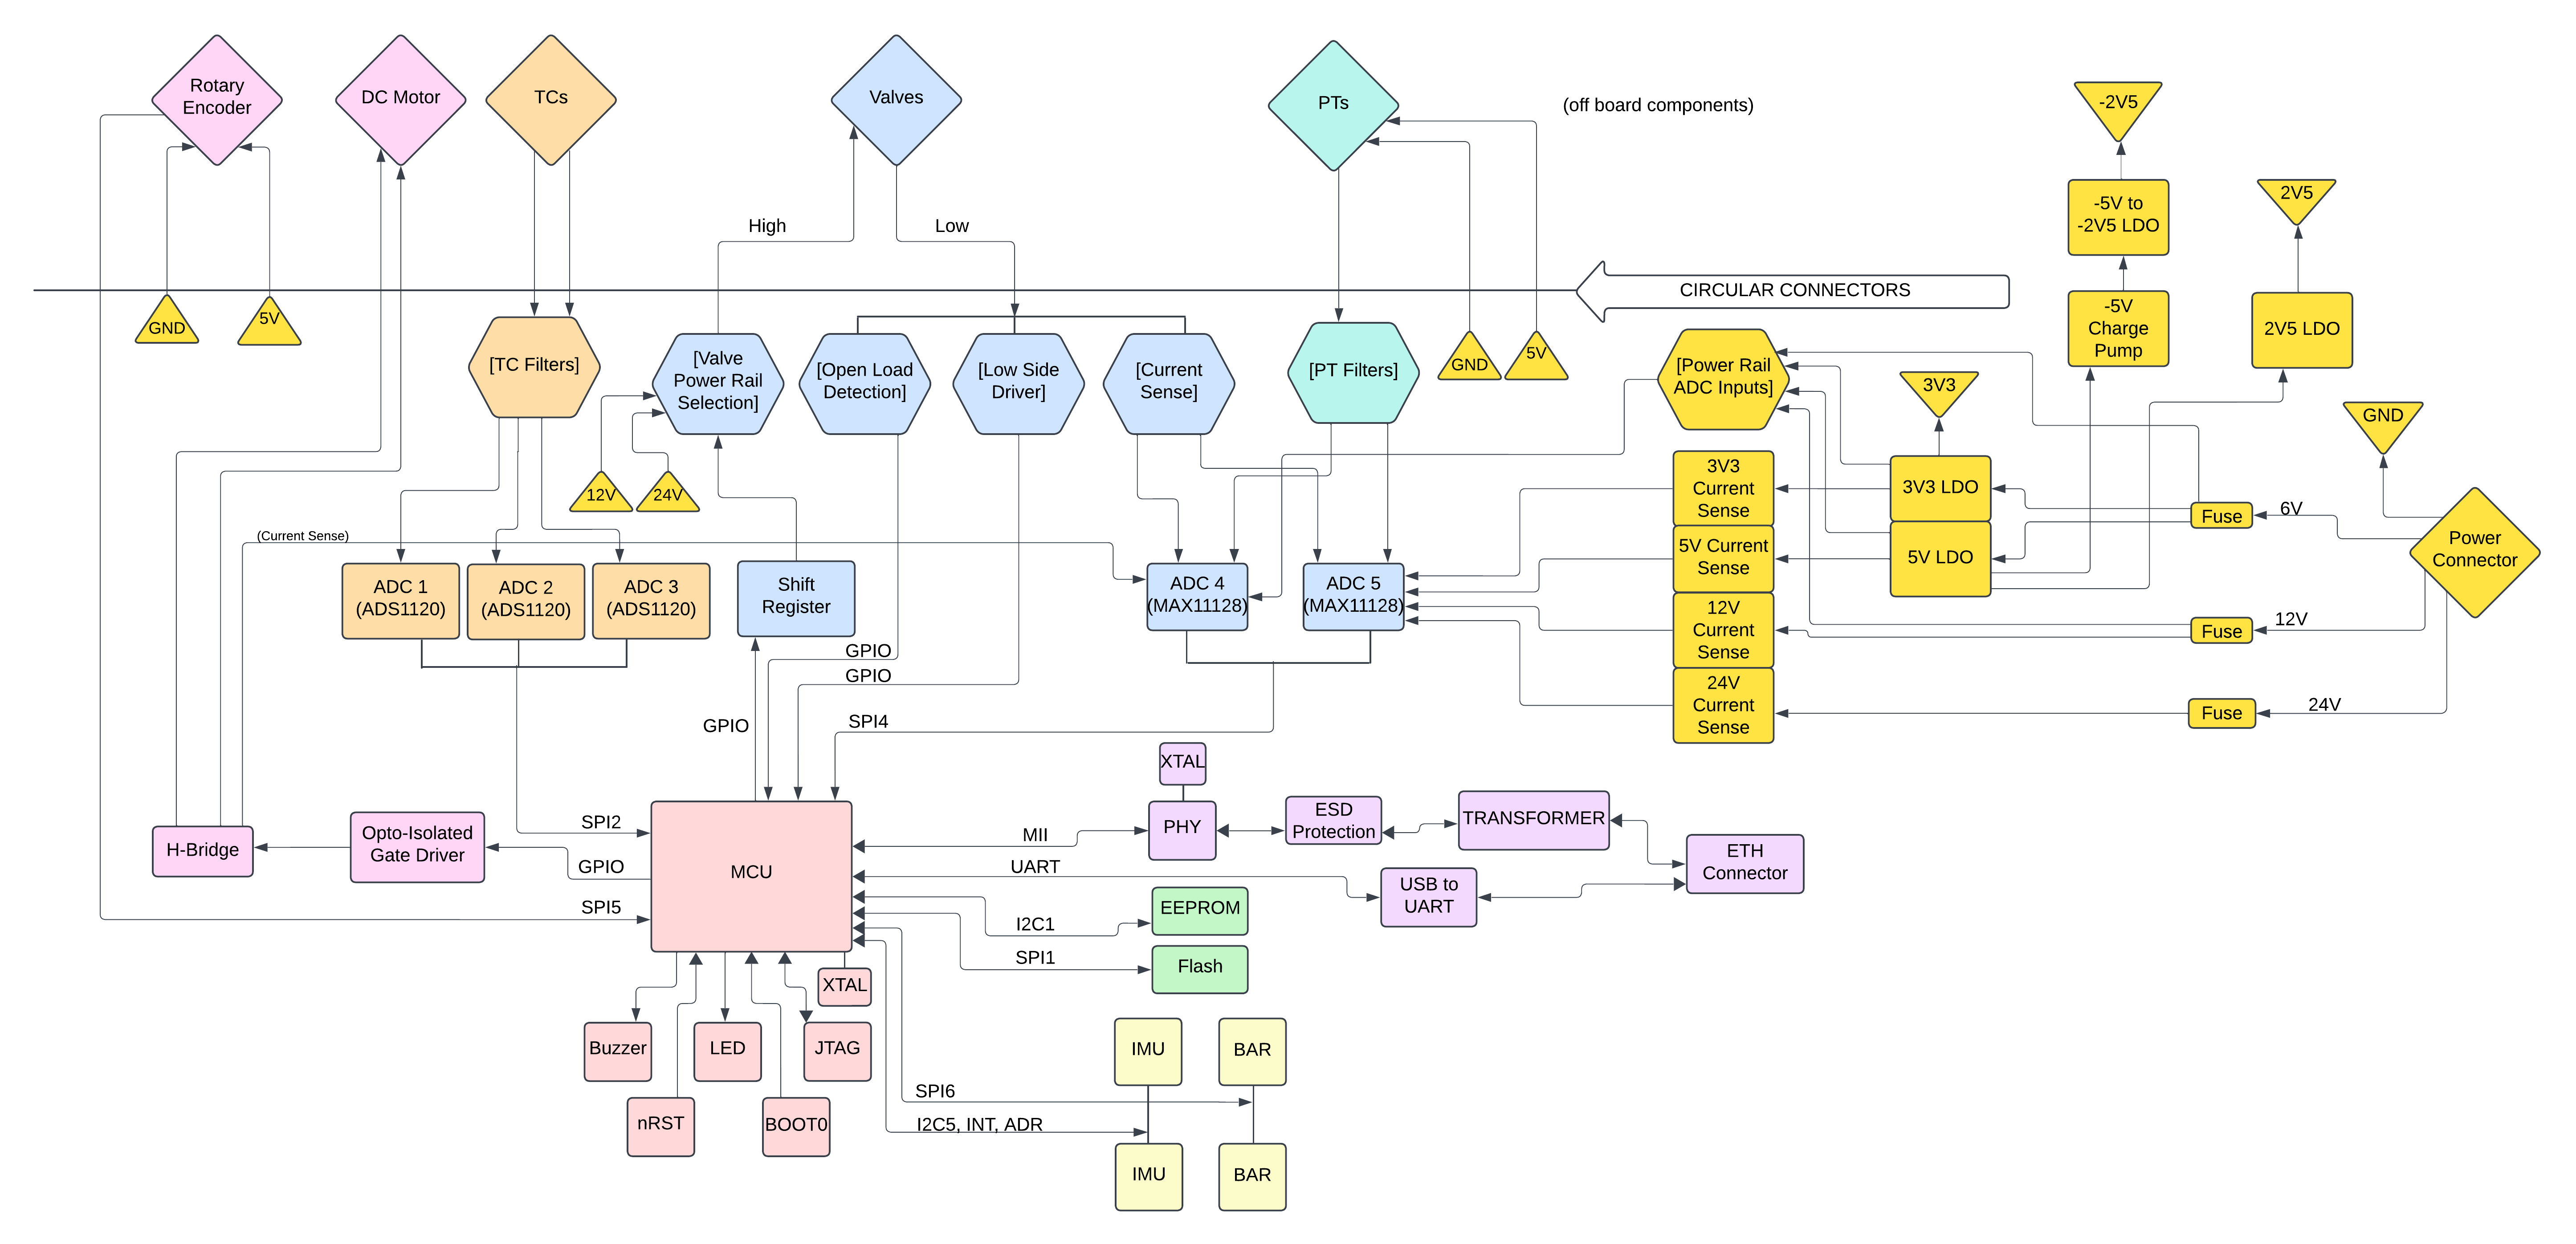 Rotary
Encoder
DC Motor
TCs
Valves
PTs
(off board components)
-2V5
-5V to
-2V5 LDO
2V5
High
Low
CIRCULAR CONNECTORS
GND
5V
-5V
Charge
Pump
2V5 LDO
[TC Filters]
[Valve
Power Rail
Selection]
[Open Load
Detection]
[Low Side
Driver]
[Current
Sense]
[PT Filters]
GND
5V
[Power Rail
ADC Inputs]
3V3
GND
12V
24V
3V3
Current
Sense
3V3 LDO
Fuse
6V
5V Current
Sense
5V LDO
Power
Connector
(Current Sense)
ADC 1
(ADS1120)
ADC 2
(ADS1120)
ADC 3
(ADS1120)
Shift
Register
ADC 4
(MAX11128)
ADC 5
(MAX11128)
12V
Current
Sense
Fuse
12V
GPIO
GPIO
24V
Current
Sense
Fuse
24V
GPIO
SPI4
XTAL
H-Bridge
Opto-Isolated
Gate Driver
SPI2
GPIO
SPI5
MCU
MII
PHY
ESD
Protection
TRANSFORMER
ETH
Connector
UART
USB to
UART
I2C1
EEPROM
SPI1
Flash
XTAL
Buzzer
LED
JTAG
nRST
BOOT0
IMU
BAR
SPI6
I2C5, INT, ADR
IMU
BAR